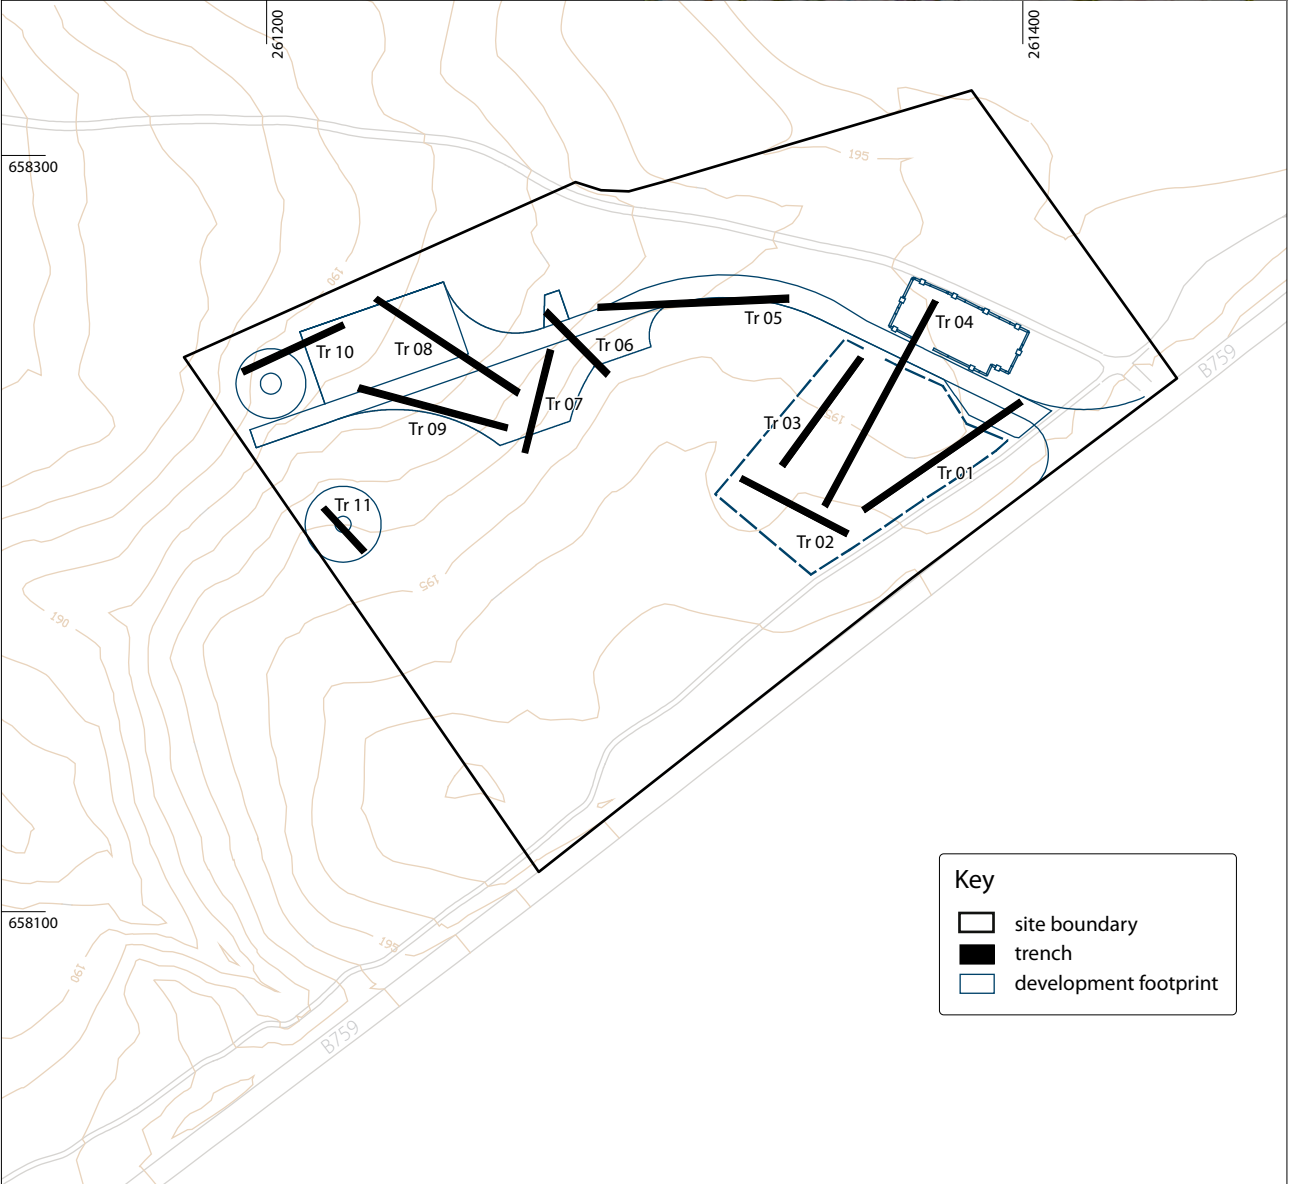 261200
261400
658300
195
190
Tr 10
Tr 08
Tr 06
Tr 05
Tr 04
B759
Tr 07
Tr 09
Tr 03
195
Tr 01
Tr 11
Tr 02
195
190
658100
195
190
B759
Key
site boundary
trench
development footprint